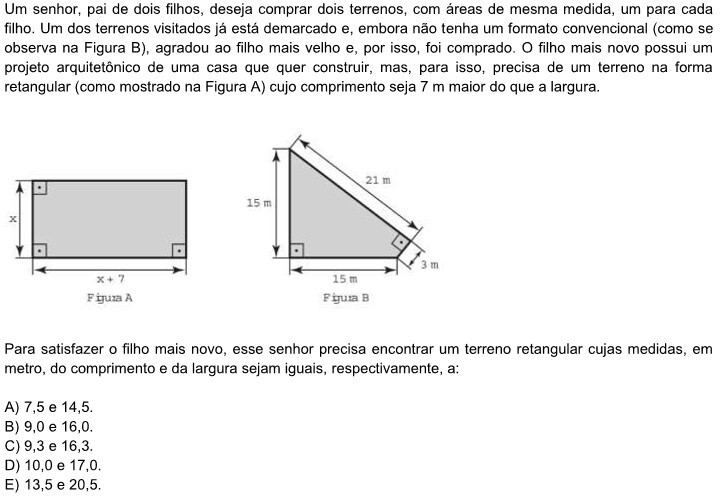 Um senhor, pai de dois filhos, deseja comprar dois terrenos, com áreas de mesma medida, um para cada
filho. Um dos terrenos visitados já está demarcado e, embora não tenha um formato convencional (como se
observa na Figura B), agradou ao filho mais velho e, por isso, foi comprado. O filho mais novo possui um
projeto arquitetônico de uma casa que quer construir, mas, para isso, precisa de um terreno na forma
retangular (como mostrado na Figura A) cujo comprimento seja 7 m maior do que a largura.
x
x + 7
Figura A
15 m
21 m
3 m
15 m
Figura B
Para satisfazer o filho mais novo, esse senhor precisa encontrar um terreno retangular cujas medidas, em
metro, do comprimento e da largura sejam iguais, respectivamente, a:
A) 7,5 e 14,5.
B) 9,0 e 16,0.
C) 9,3 e 16,3.
D) 10,0 e 17,0.
E) 13,5 e 20,5.